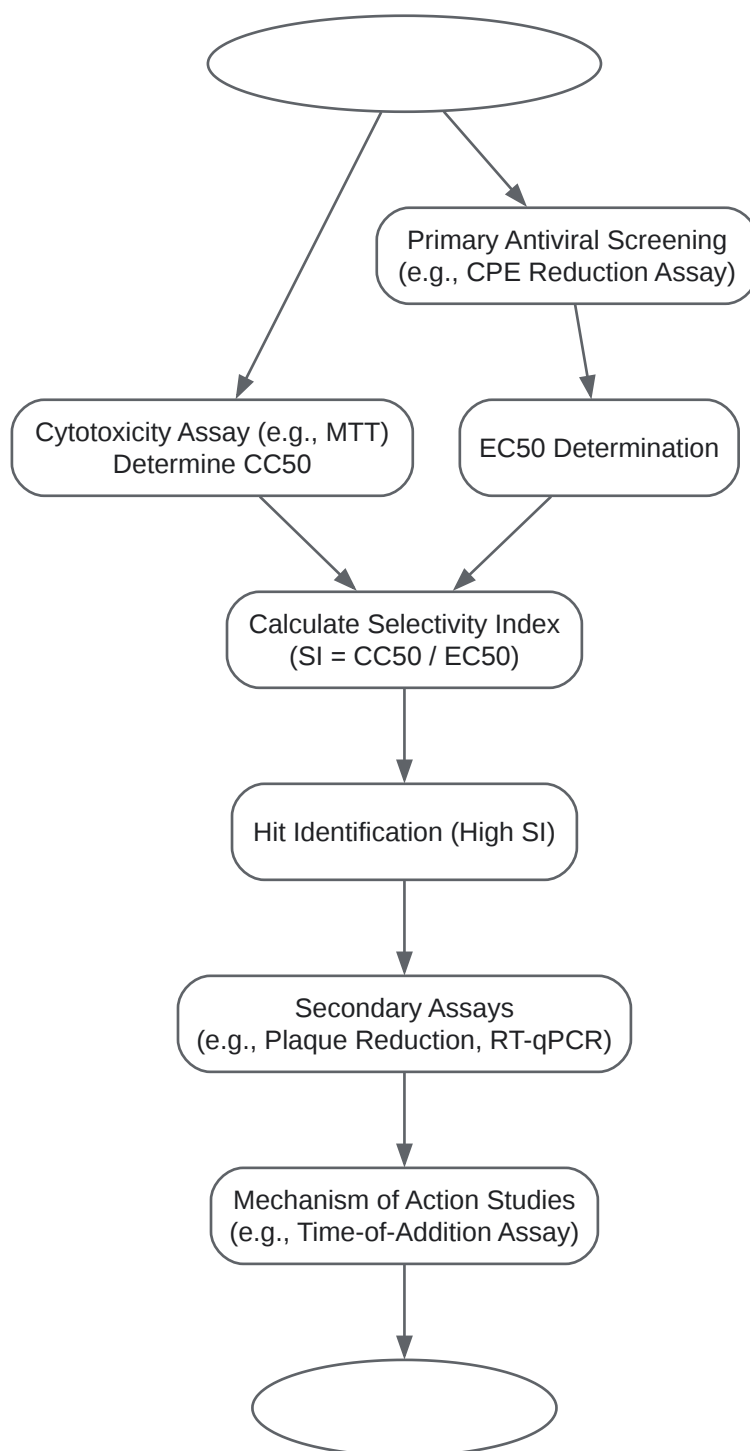 Primary Antiviral Screening
(e.g., CPE Reduction Assay)
Cytotoxicity Assay (e.g., MTT)
Determine CC50
EC50 Determination
Calculate Selectivity Index
(SI = CC50 / EC50)
Hit Identification (High SI)
Secondary Assays
(e.g., Plaque Reduction, RT-qPCR)
Mechanism of Action Studies
(e.g., Time-of-Addition Assay)